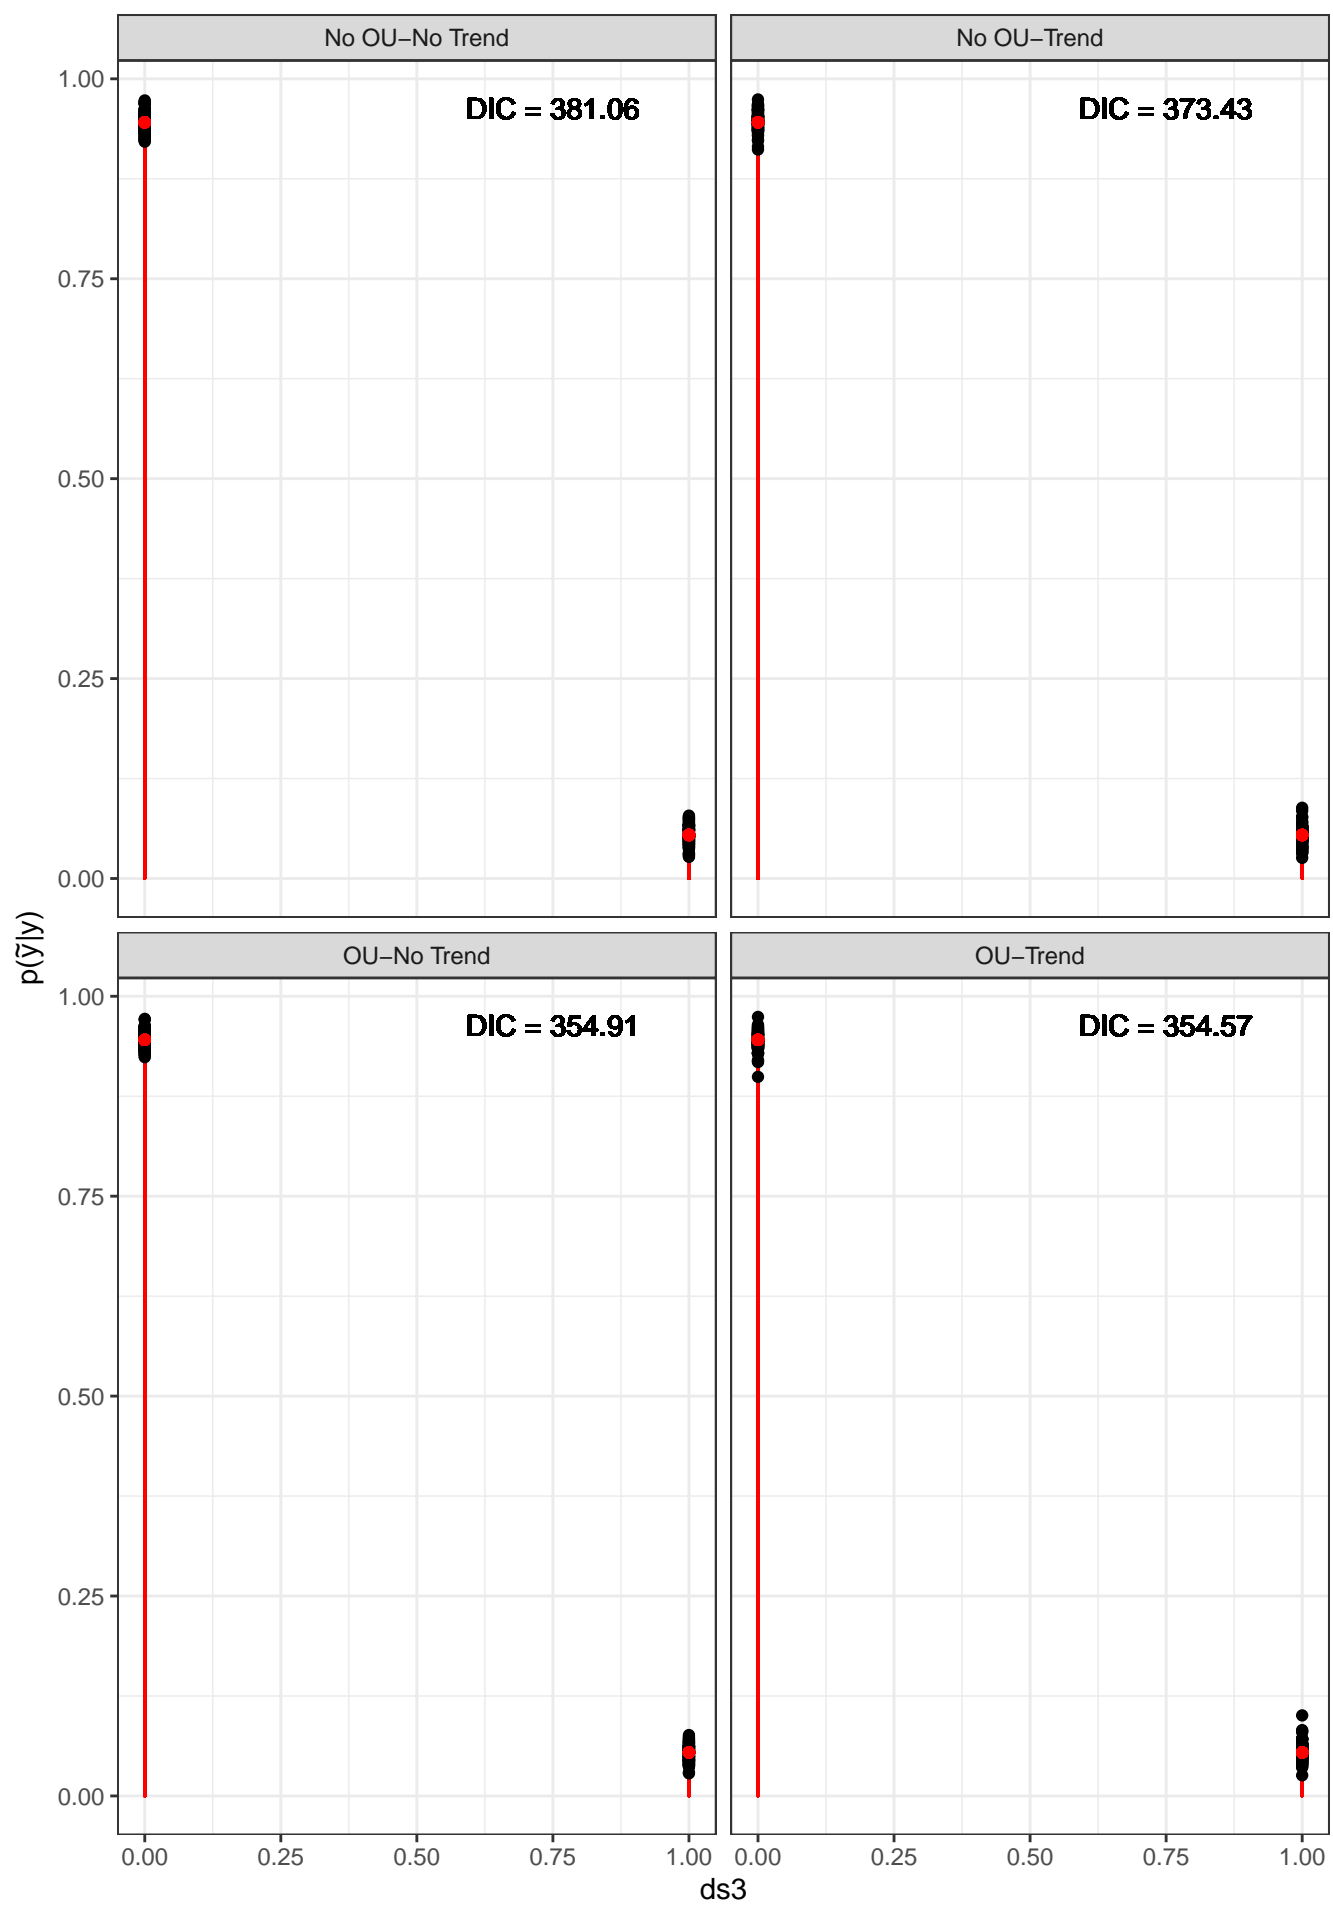 No OU–No Trend
No OU–Trend
DIC = 381.06
DIC = 373.43
1.00
0.75
0.50
0.25
0.00
p(ỹ|y)
OU–No Trend
OU–Trend
DIC = 354.91
DIC = 354.57
1.00
0.75
0.50
0.25
0.00
0.00 0.25 0.50 0.75 1.00
0.00 0.25 0.50 0.75 1.00
ds3